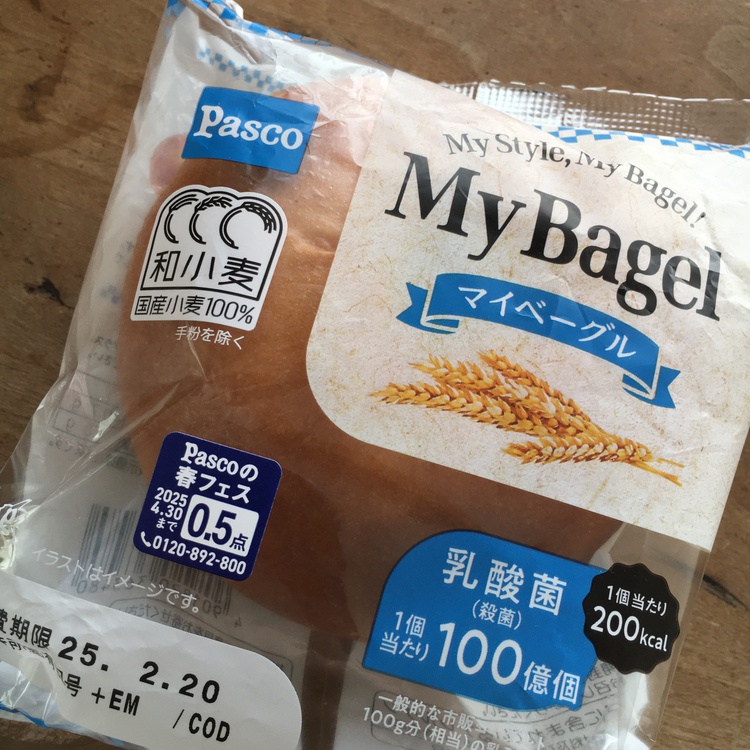 Pasco
My Style, My Bagel!
My Bagel
マイベーグル
和小麦
国産小麦100%
手粉を除く
Pascoの
春フェス
2025
4.30
まで
0.5点
0120-892-800
イラストはイメージです。
乳酸菌
(殺菌)
1個
当たり
100億個
1個当たり
200kcal
費期限 25. 2.20
号 +EM /COD
一般的な市販
100g分(相当)の乳